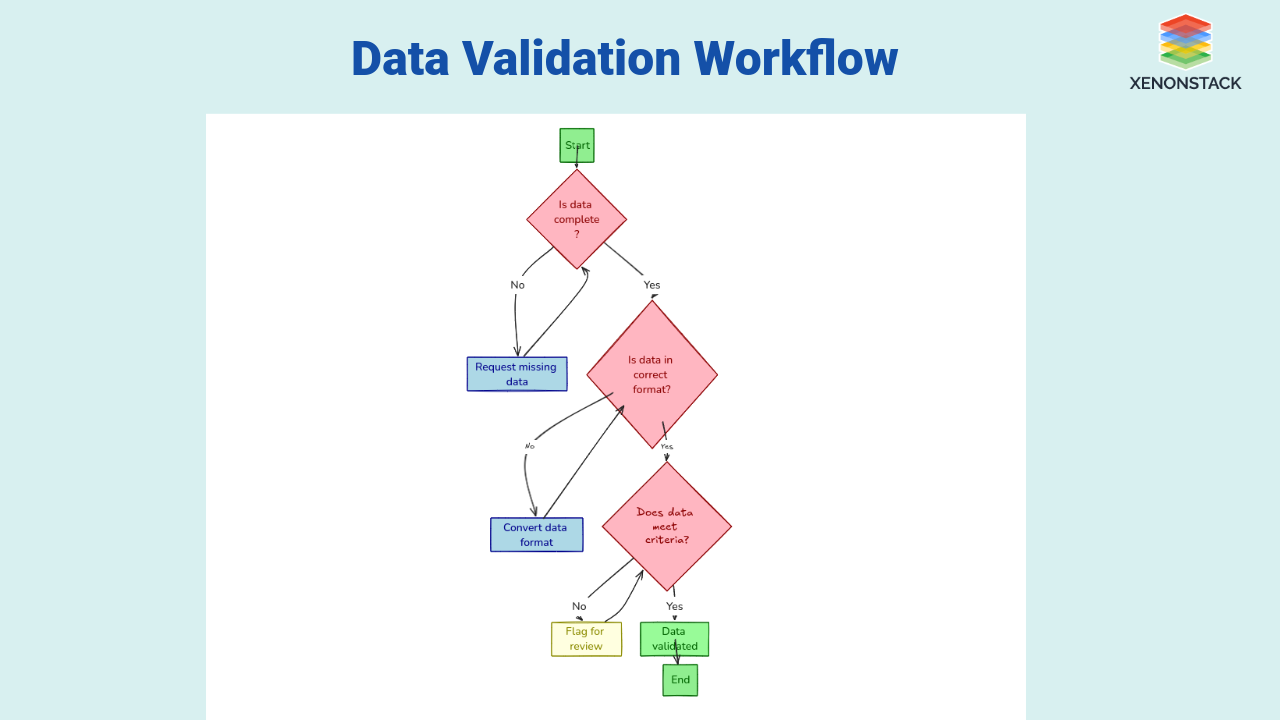 Data Validation Workflow
XENONSTACK
Start
Is data
complete
?
No
Yes
Request missing
data
Is data in
correct
format?
No
Yes
Convert data
format
Does data
meet
criteria?
No
Yes
Flag for
review
Data
validated
End